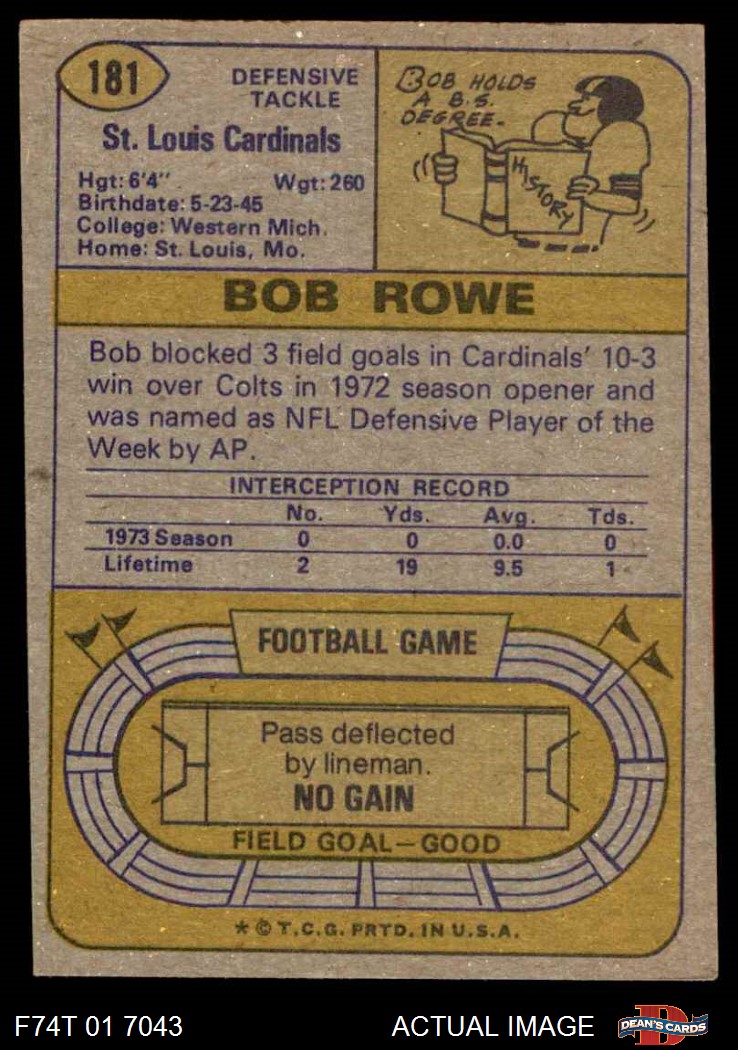 181
DEFENSIVE
TACKLE
St. Louis Cardinals
Hgt: 6'4" Wgt: 260
Birthdate: 5-23-45
College: Western Mich.
Home: St. Louis, Mo.
BOB HOLDS
A B.S.
DEGREE.
HISTORY
BOB ROWE
Bob blocked 3 field goals in Cardinals' 10-3
win over Colts in 1972 season opener and
was named as NFL Defensive Player of the
Week by AP.
INTERCEPTION RECORD
No. Yds. Avg. Tds.
1973 Season 0 0 0.0 0
Lifetime 2 19 9.5 1
FOOTBALL GAME
Pass deflected
by lineman.
NO GAIN
FIELD GOAL—GOOD
* © T.C.G. PRTD. IN U.S.A.
F74T 01 7043 ACTUAL IMAGE
D
DEAN'S CARDS